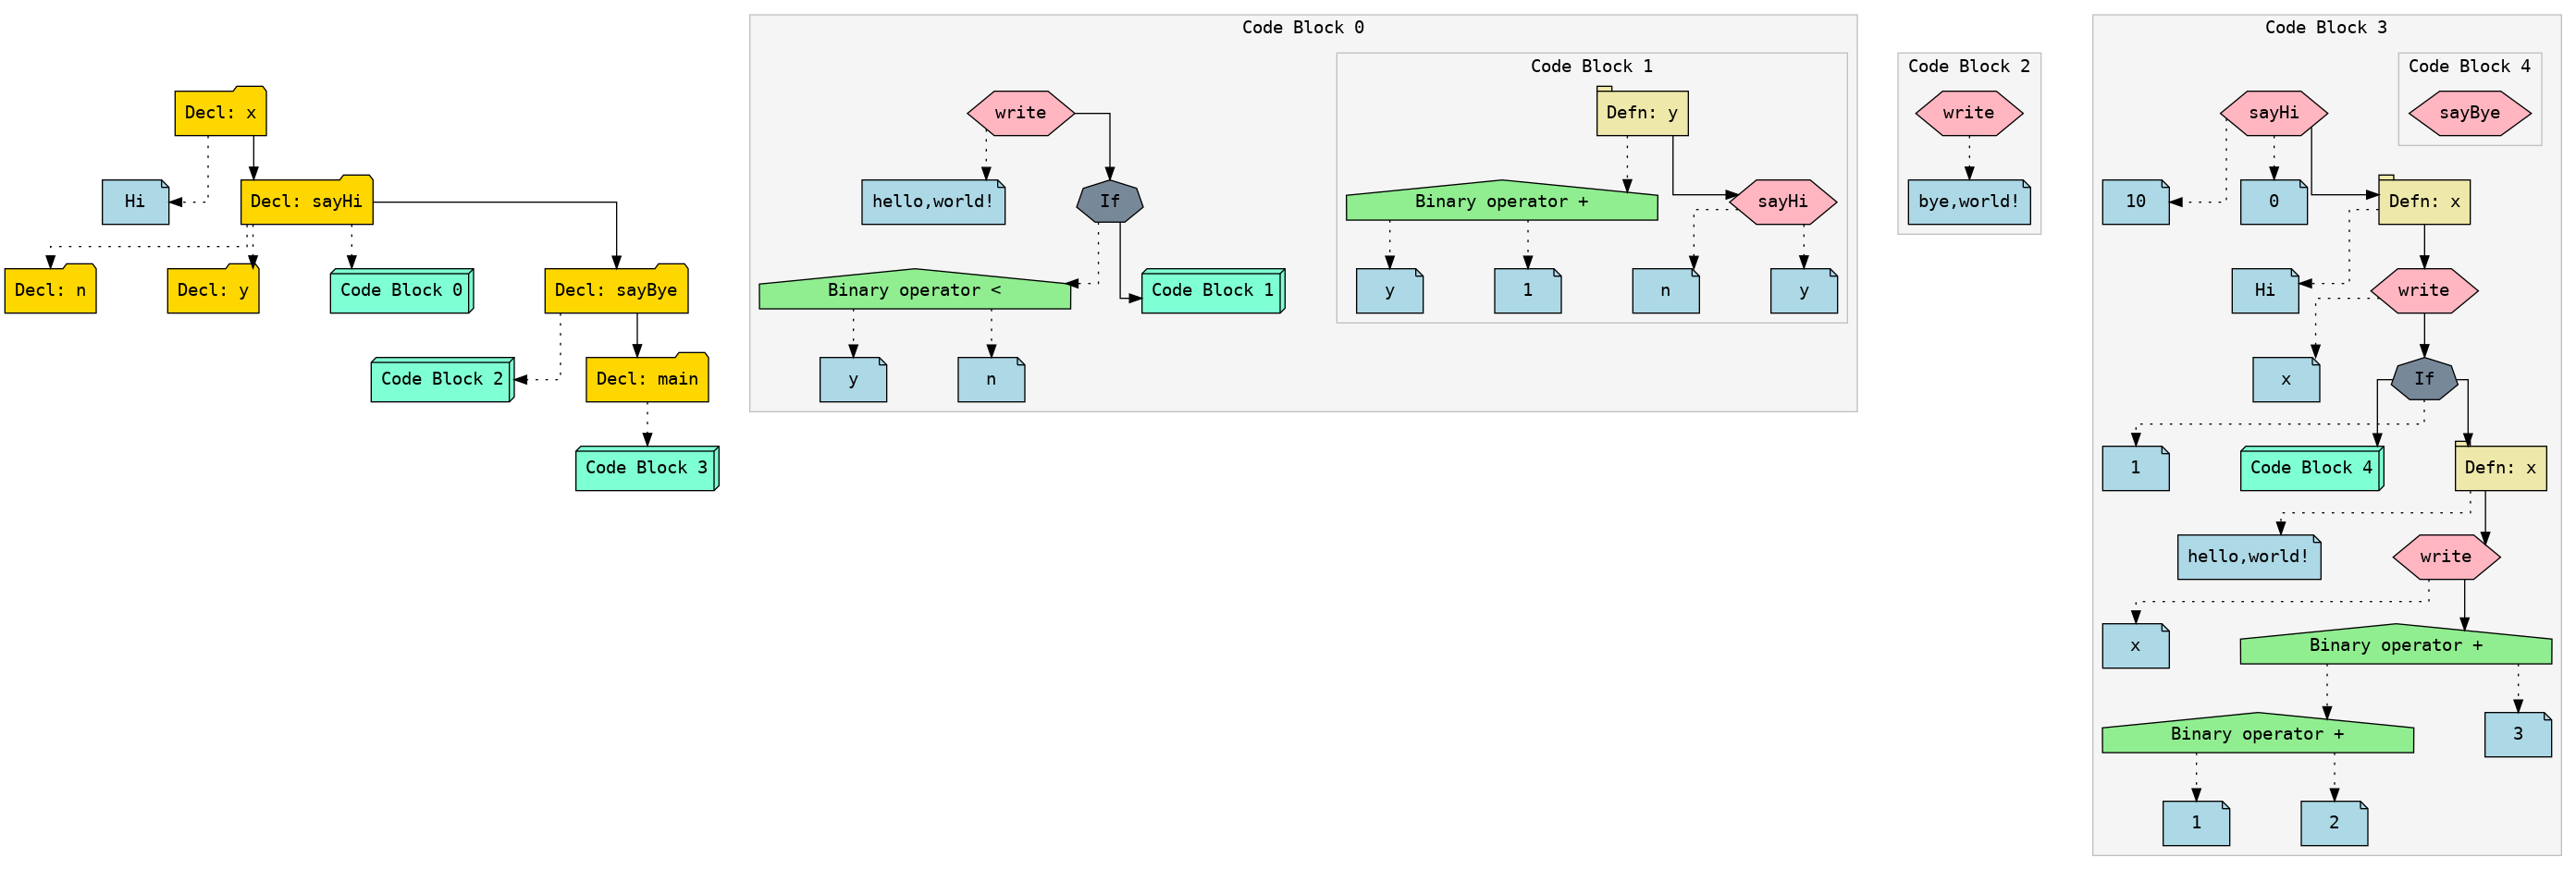 Decl: x
Hi
Decl: sayHi
Decl: n
Decl: y
Code Block 0
Decl: sayBye
Code Block 2
Decl: main
Code Block 3
Code Block 0
write
hello,world!
If
Binary operator <
Code Block 1
y
n
Code Block 1
Defn: y
Binary operator +
sayHi
y
1
n
y
Code Block 2
write
bye,world!
Code Block 3
Code Block 4
sayHi
sayBye
10
0
Defn: x
Hi
write
x
If
1
Code Block 4
Defn: x
hello,world!
write
x
Binary operator +
Binary operator +
3
1
2